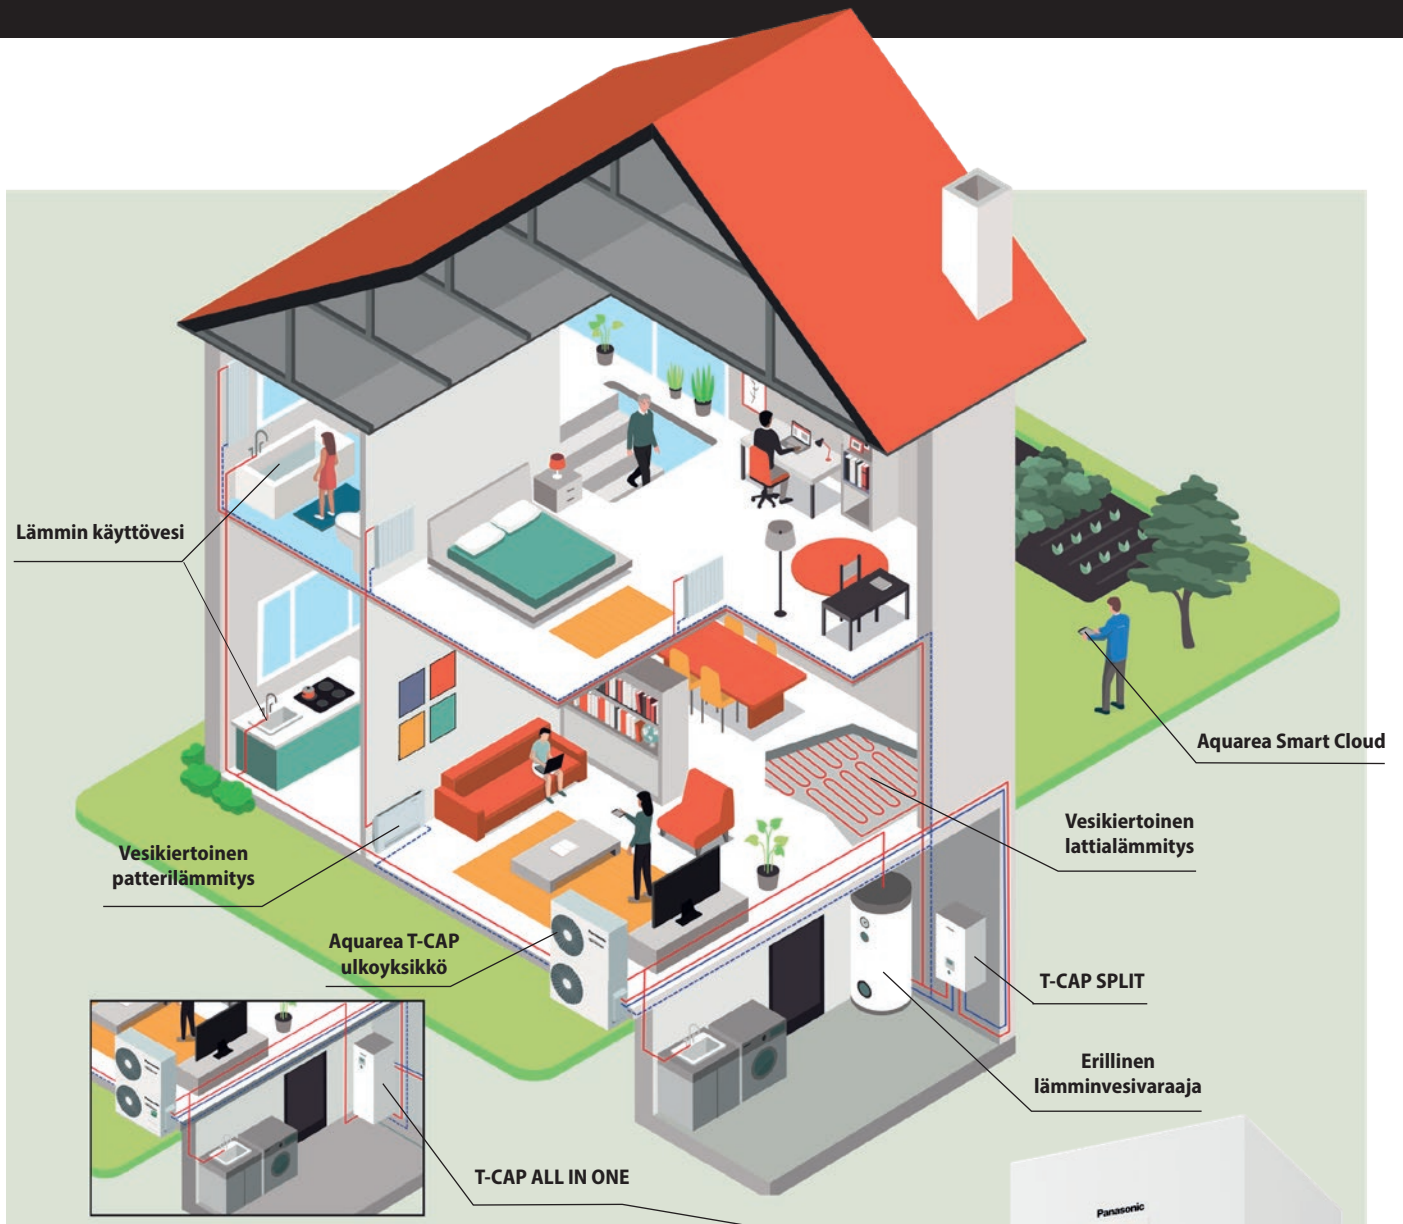 Lämmin käyttövesi
Aquarea Smart Cloud
Vesikiertoinen
lattialämmitys
Vesikiertoinen
patterilämmitys
Aquarea T-CAP
ulkoyksikkö
T-CAP SPLIT
Erillinen
lämminvesivaraaja
T-CAP ALL IN ONE
Panasonic